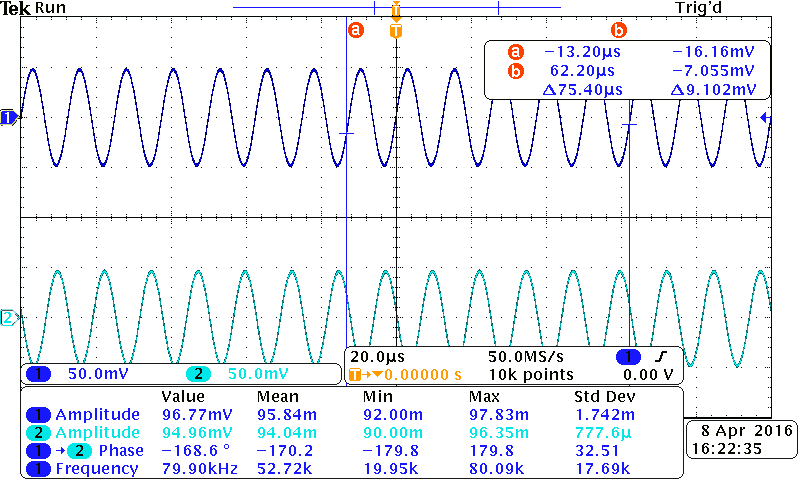 Tek Run Trig'd
T
a T b
a −13.20µs −16.16mV
b 62.20µs −7.055mV
Δ75.40µs Δ9.102mV
1
2
1 50.0mV 2 50.0mV
20.0µs 50.0MS/s 1
T→▼0.00000 s 10k points 0.00 V
Value Mean Min Max Std Dev
1 Amplitude 96.77mV 95.84m 92.00m 97.83m 1.742m
2 Amplitude 94.96mV 94.04m 90.00m 96.35m 777.6µ
1 → 2 Phase −168.6 ° −170.2 −179.8 179.8 32.51
1 Frequency 79.90kHz 52.72k 19.95k 80.09k 17.69k
8 Apr 2016
16:22:35